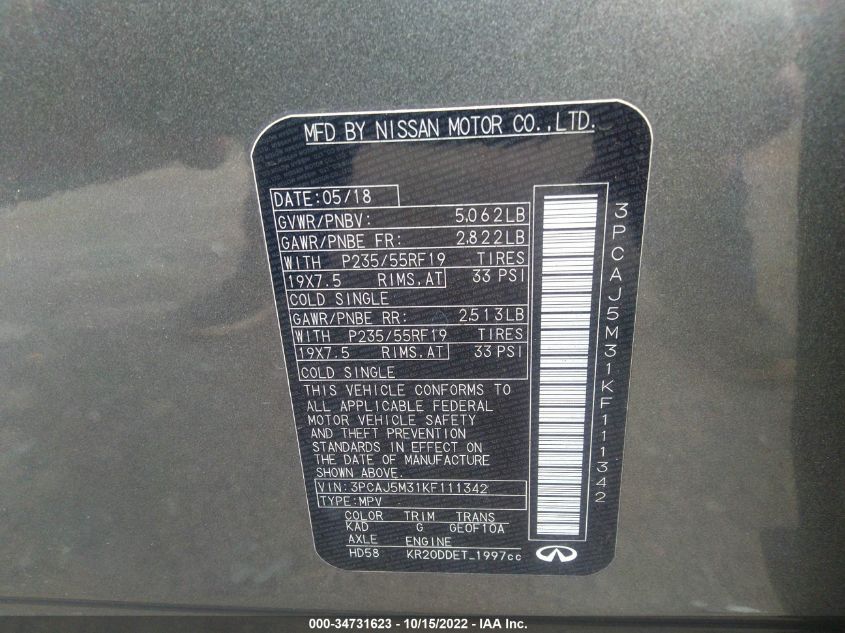 MFD BY NISSAN MOTOR CO.,LTD.
DATE:05/18
GVWR/PNBV: 5,062LB
GAWR/PNBE FR: 2,822LB
WITH P235/55RF19 TIRES
19X7.5 RIMS.AT 33 PSI
COLD SINGLE
GAWR/PNBE RR: 2,513LB
WITH P235/55RF19 TIRES
19X7.5 RIMS.AT 33 PSI
COLD SINGLE
THIS VEHICLE CONFORMS TO
ALL APPLICABLE FEDERAL
MOTOR VEHICLE SAFETY
AND THEFT PREVENTION
STANDARDS IN EFFECT ON
THE DATE OF MANUFACTURE
SHOWN ABOVE.
VIN:3PCAJ5M31KF111342
TYPE:MPV
COLOR TRIM TRANS
KAD G GE0F10A
AXLE ENGINE
HD58 KR20DDET_1997cc
3PCAJ5M31KF111342
000-34731623 - 10/15/2022 - IAA Inc.